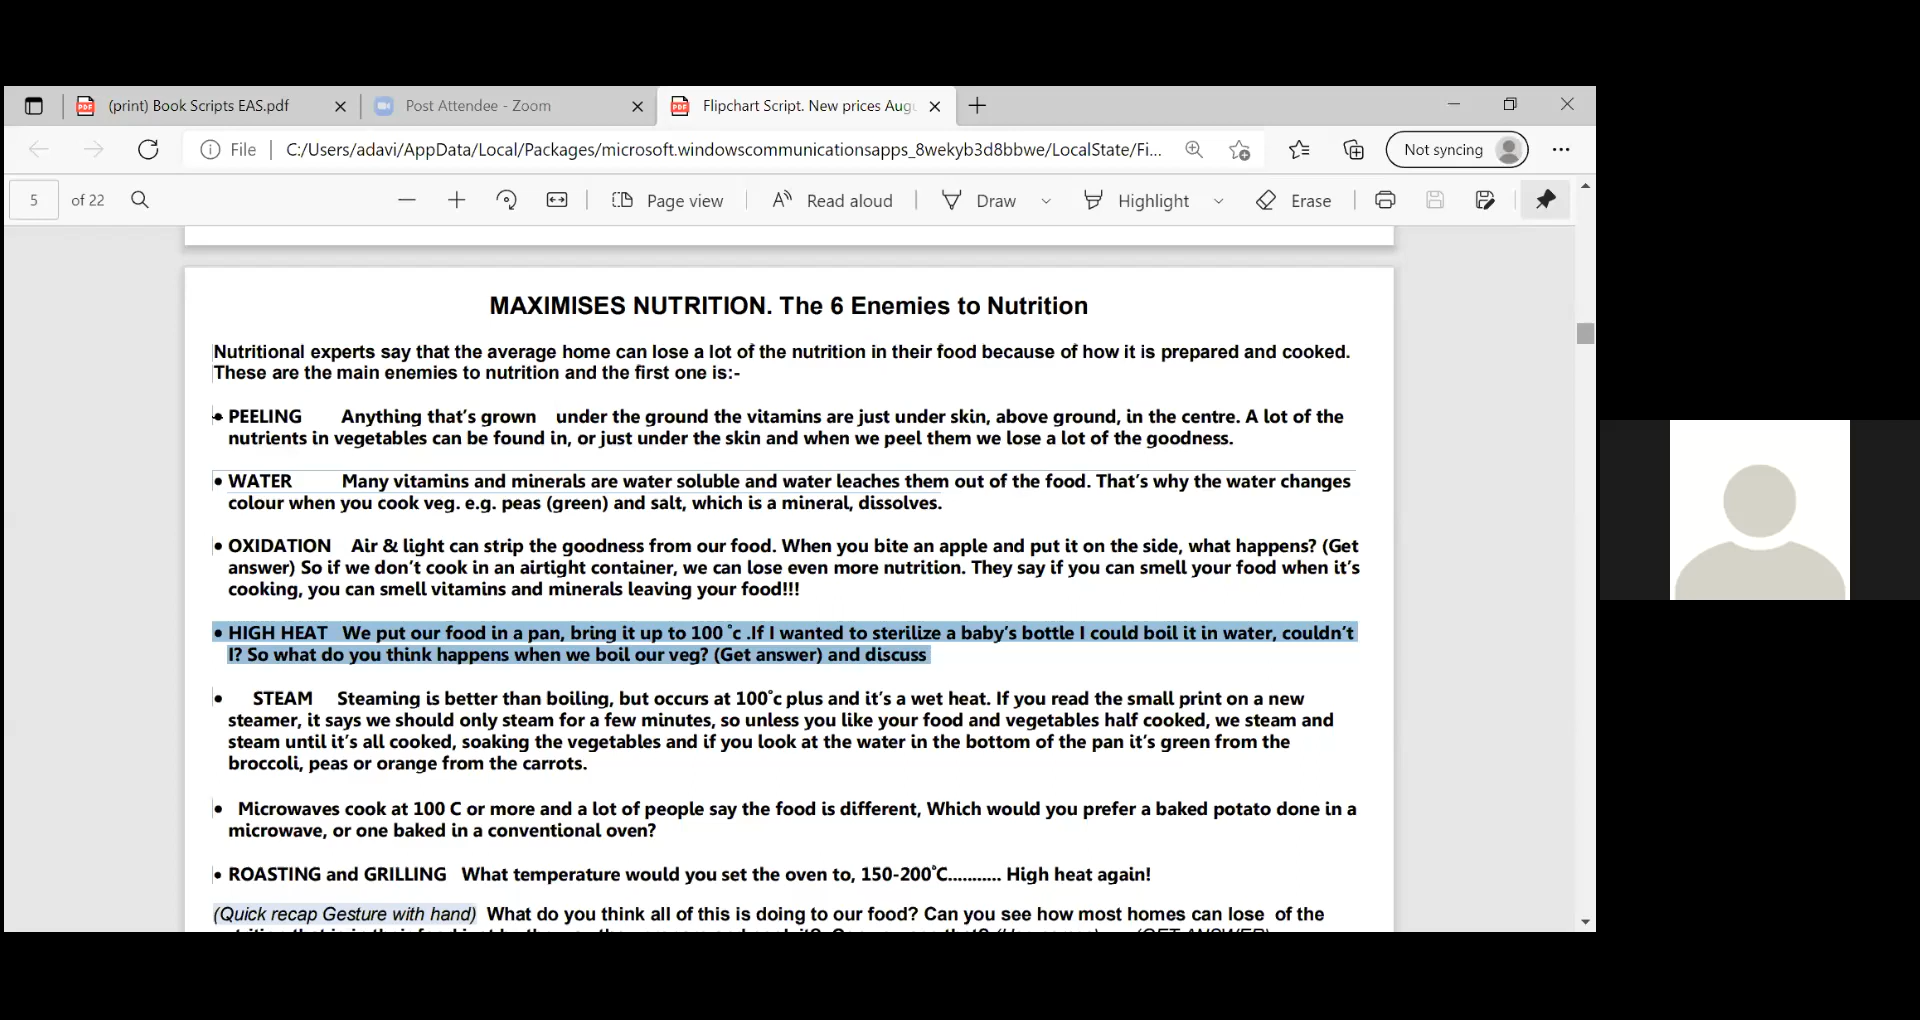 (print) Book Scripts EAS.pdf
Post Attendee - Zoom
Flipchart Script. New prices Augu
File
C:/Users/adavi/AppData/Local/Packages/microsoft.windowscommunicationsapps_8wekyb3d8bbwe/LocalState/Fi...
Not syncing
5 of 22
Page view
Read aloud
Draw
Highlight
Erase
MAXIMISES NUTRITION. The 6 Enemies to Nutrition
Nutritional experts say that the average home can lose a lot of the nutrition in their food because of how it is prepared and cooked.
These are the main enemies to nutrition and the first one is:-
• PEELING Anything that’s grown under the ground the vitamins are just under skin, above ground, in the centre. A lot of the
nutrients in vegetables can be found in, or just under the skin and when we peel them we lose a lot of the goodness.
• WATER Many vitamins and minerals are water soluble and water leaches them out of the food. That’s why the water changes
colour when you cook veg. e.g. peas (green) and salt, which is a mineral, dissolves.
• OXIDATION Air & light can strip the goodness from our food. When you bite an apple and put it on the side, what happens? (Get
answer) So if we don’t cook in an airtight container, we can lose even more nutrition. They say if you can smell your food when it’s
cooking, you can smell vitamins and minerals leaving your food!!!
• HIGH HEAT We put our food in a pan, bring it up to 100˚c .If I wanted to sterilize a baby’s bottle I could boil it in water, couldn’t
I? So what do you think happens when we boil our veg? (Get answer) and discuss
• STEAM Steaming is better than boiling, but occurs at 100˚c plus and it’s a wet heat. If you read the small print on a new
steamer, it says we should only steam for a few minutes, so unless you like your food and vegetables half cooked, we steam and
steam until it’s all cooked, soaking the vegetables and if you look at the water in the bottom of the pan it’s green from the
broccoli, peas or orange from the carrots.
• Microwaves cook at 100 C or more and a lot of people say the food is different, Which would you prefer a baked potato done in a
microwave, or one baked in a conventional oven?
• ROASTING and GRILLING What temperature would you set the oven to, 150-200˚C........... High heat again!
(Quick recap Gesture with hand) What do you think all of this is doing to our food? Can you see how most homes can lose of the